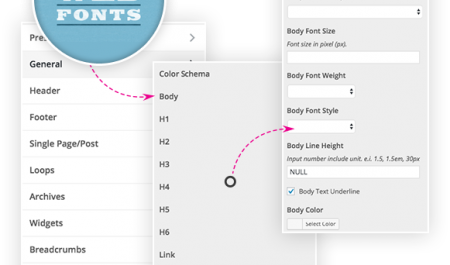 FONTS
General
Header
Footer
Single Page/Post
Loops
Archives
Widgets
Breadcrumbs
Color Schema
Body
H1
H2
H3
H4
H5
H6
Link
Body Font Size
Font size in pixel (px).
Body Font Weight
Body Font Style
Body Line Height
Input number include unit. e.i. 1.5, 1.5em, 30px
NULL
Body Text Underline
Body Color
Select Color